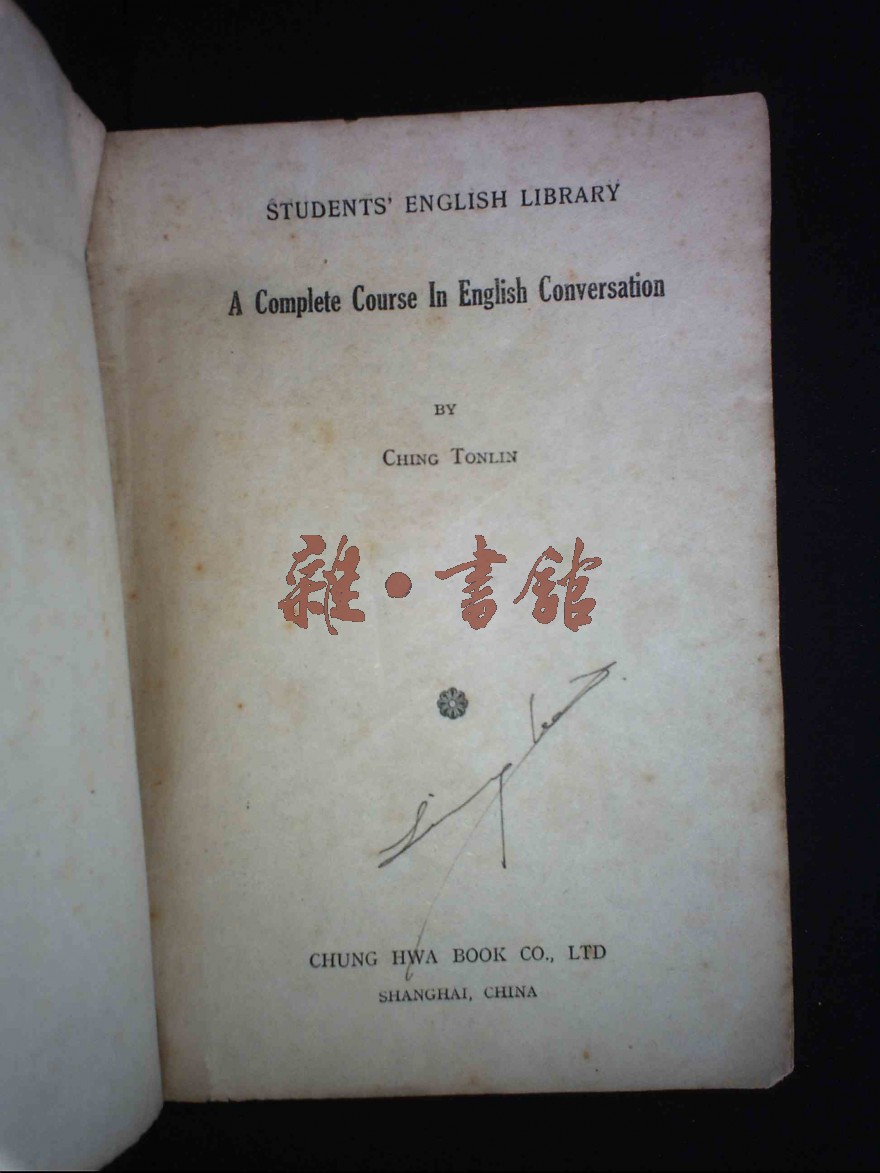 STUDENTS' ENGLISH LIBRARY
A Complete Course In English Conversation
BY
CHING TONLIN
雜·書館
CHUNG HWA BOOK CO., LTD
SHANGHAI, CHINA